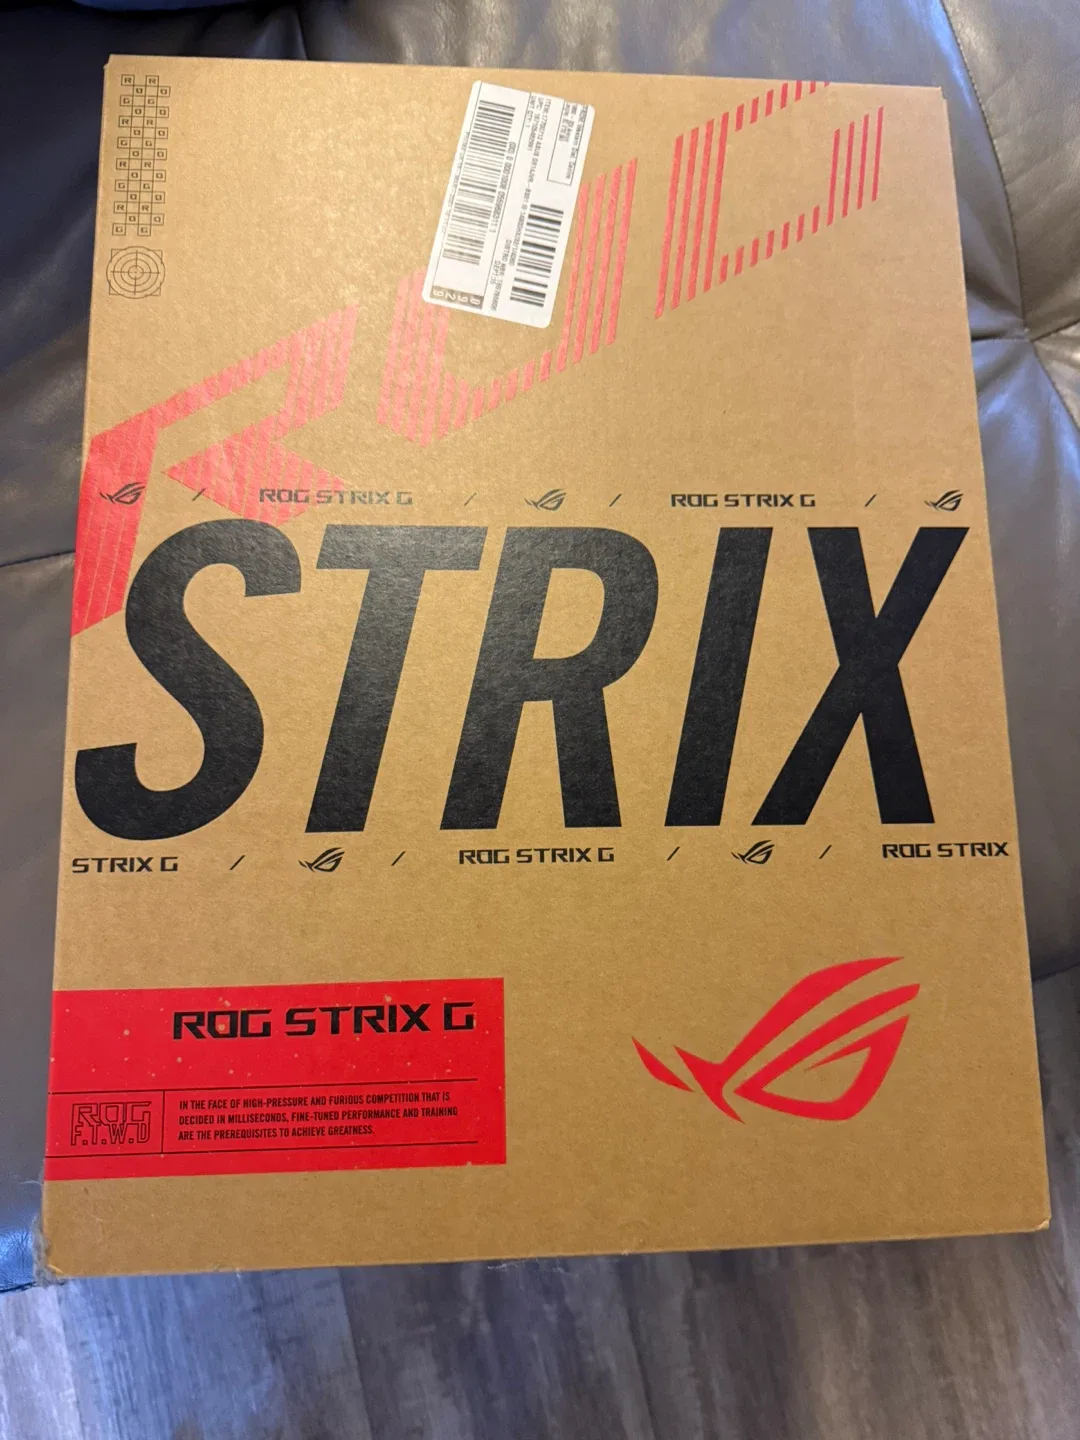 ROG
ROG STRIX G / / ROG STRIX G /
STRIX
STRIX G / / ROG STRIX G / / ROG STRIX
ROG STRIX G
ROG
F.T.W.D
IN THE FACE OF HIGH-PRESSURE AND FURIOUS COMPETITION THAT IS
DECIDED IN MILLISECONDS, FINE-TUNED PERFORMANCE AND TRAINING
ARE THE PREREQUISITES TO ACHIEVE GREATNESS.